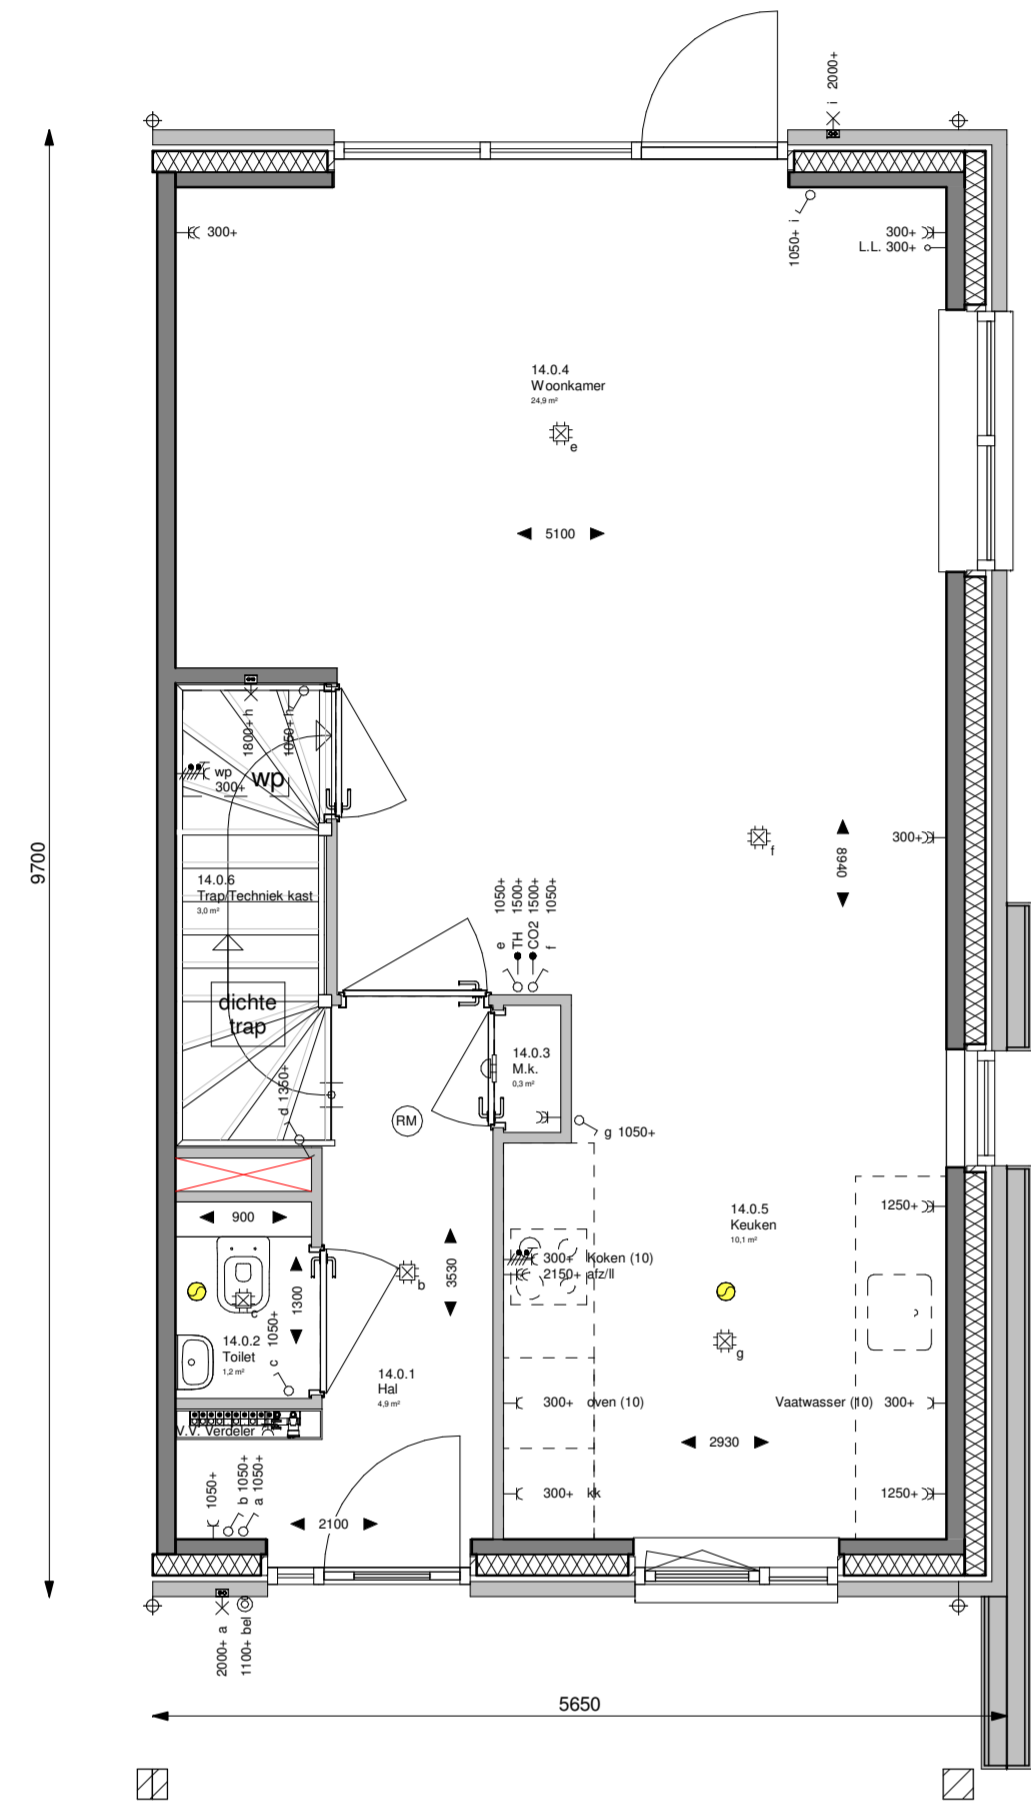 i 2000+
300+
1050+ i
300+
L.L. 300+
14.0.4
Woonkamer
24,9 m²
e
5100
1800+ h
1050+ h
wp
300+
wp
f
8940
300+
9700
14.0.6
Trap/Techniek kast
3,0 m²
e 1050+
TH 1500+
CO2 1500+
f 1050+
dichte
trap
14.0.3
M.k.
0,3 m²
d 1350+
RM
g 1050+
900
14.0.5
Keuken
10,1 m²
1250+
300+ Koken (10)
2150+ afz/ll
b
3530
1300
c
c 1050+
14.0.2
Toilet
1,2 m²
g
14.0.1
Hal
4,9 m²
300+ oven (10)
Vaatwasser (10) 300+
V.V. Verdeler
2930
1050+
b 1050+
a 1050+
300+ kk
1250+
2100
2000+ a
1100+ bel
5650